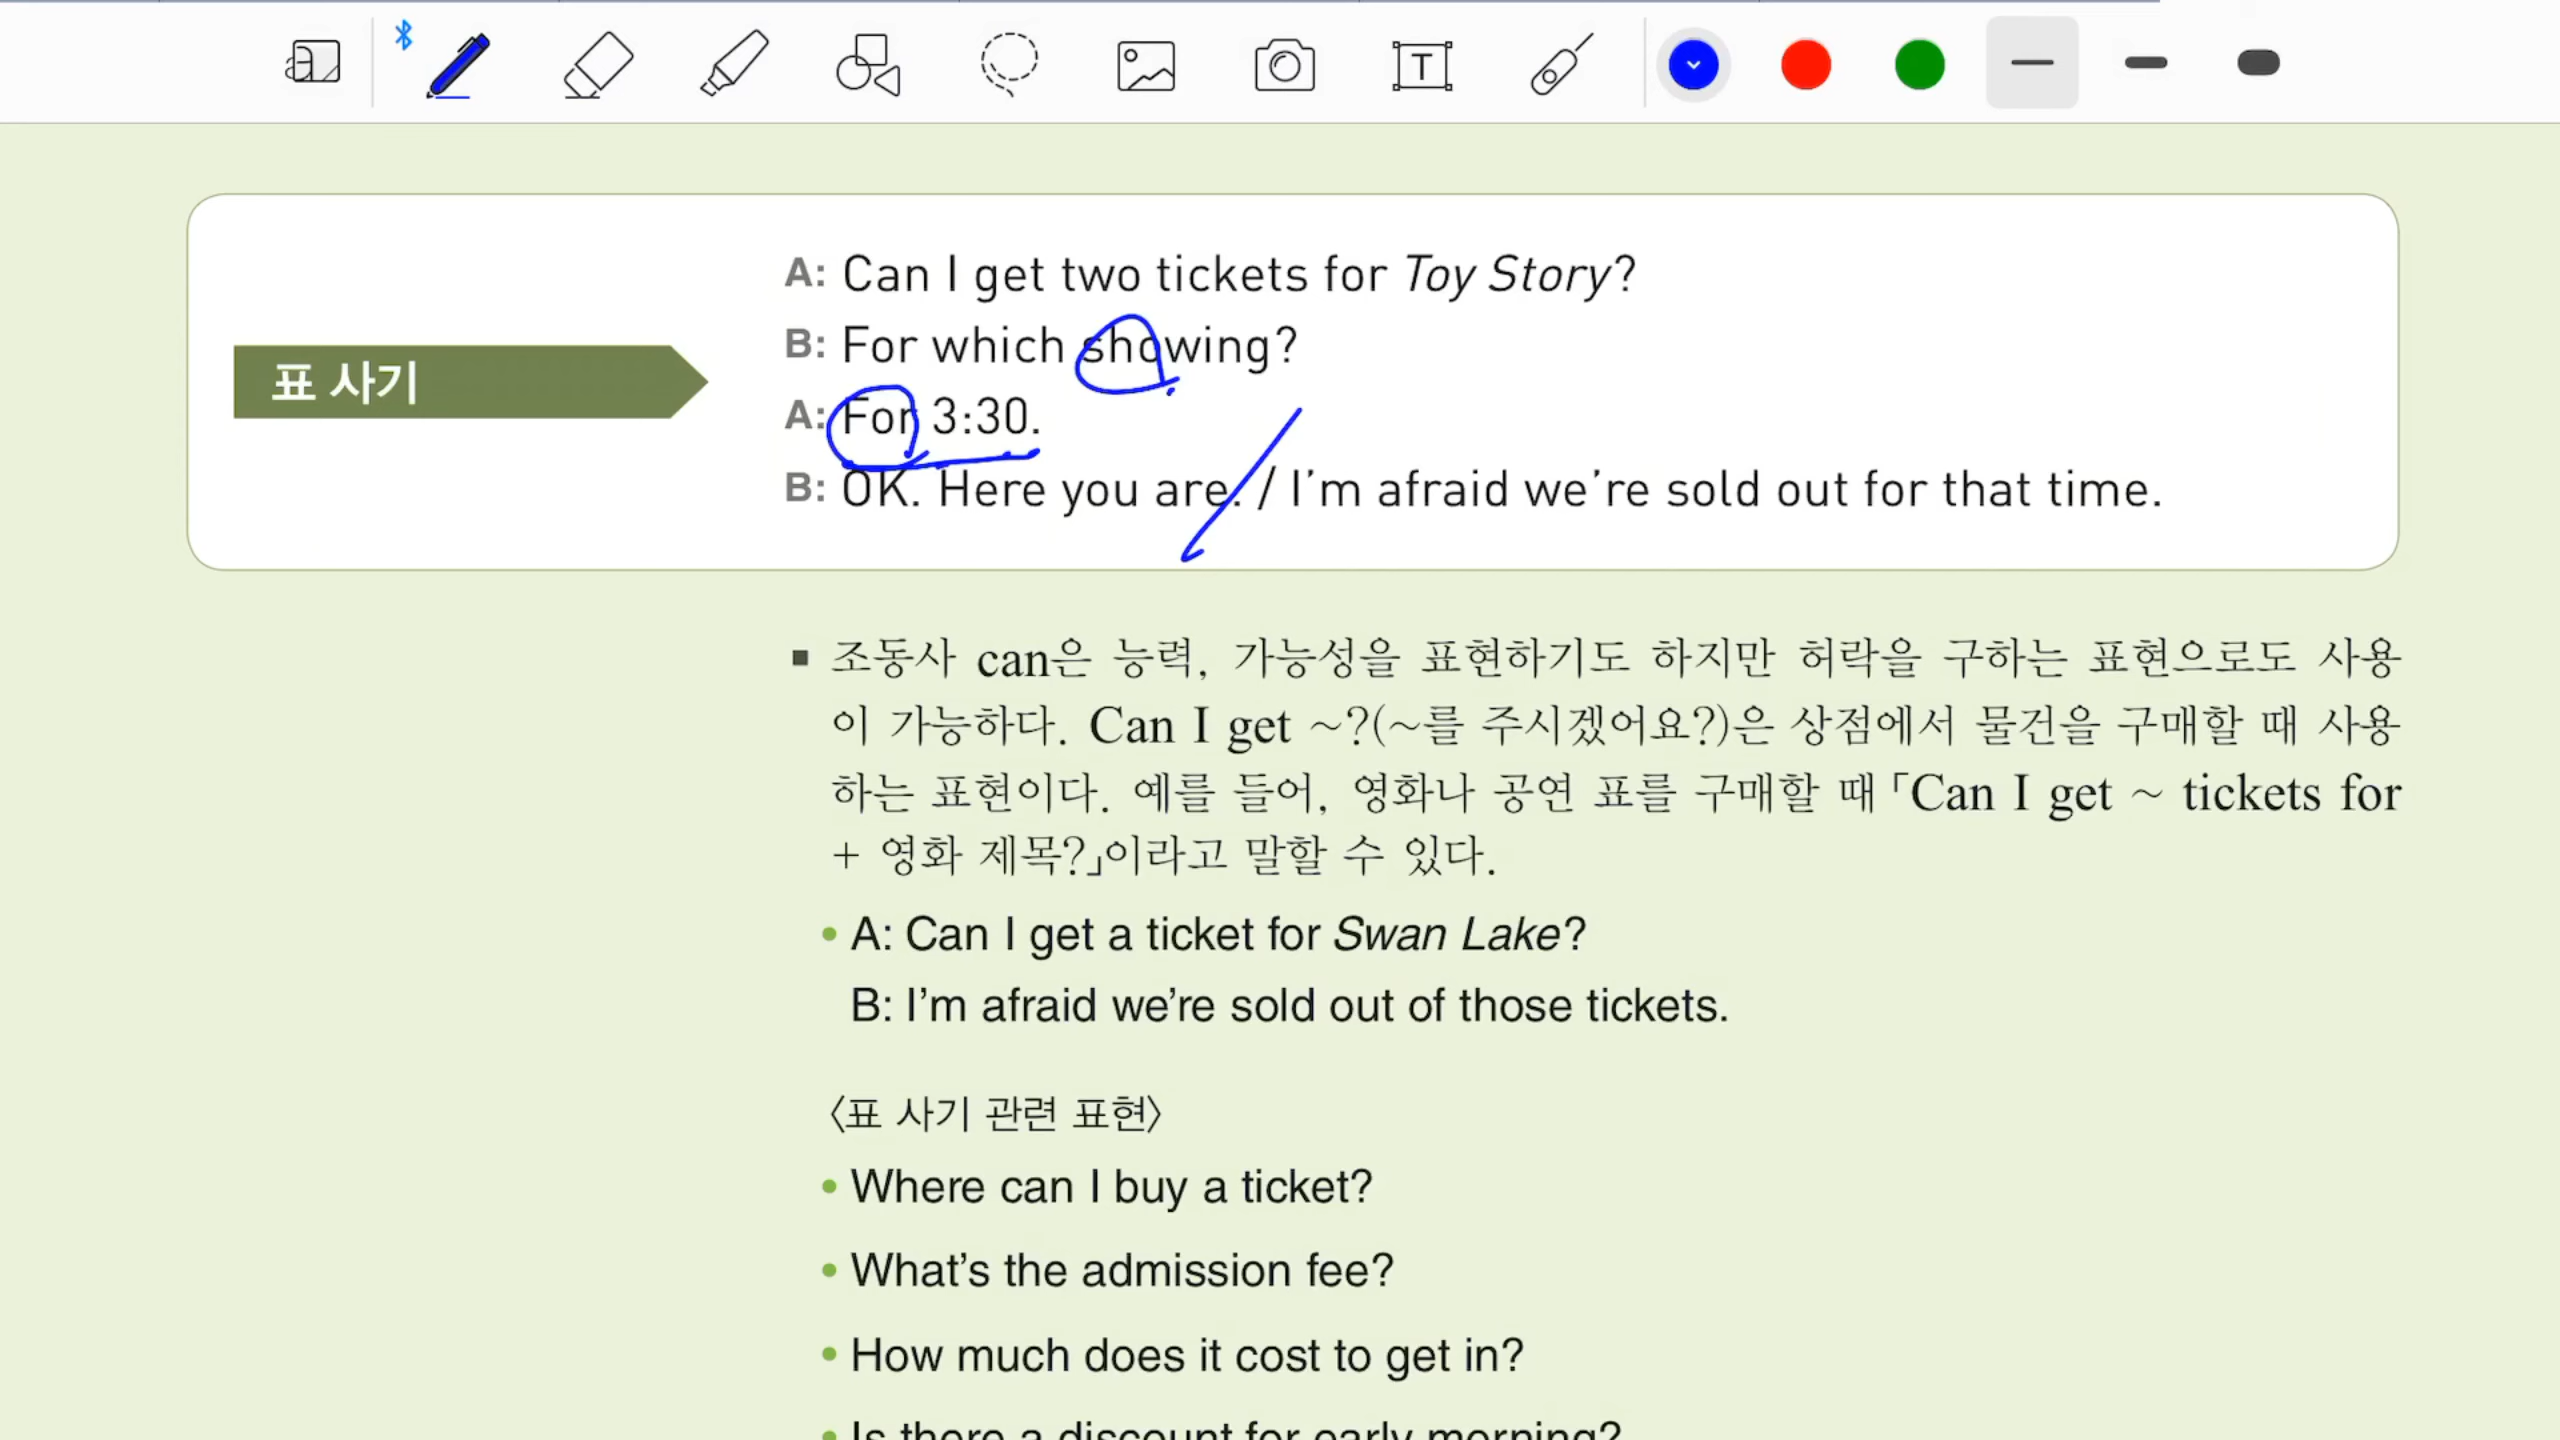 표 사기
A: Can I get two tickets for Toy Story?
B: For which showing?
A: For 3:30.
B: OK. Here you are. / I'm afraid we're sold out for that time.
■ 조동사 can은 능력, 가능성을 표현하기도 하지만 허락을 구하는 표현으로도 사용
이 가능하다. Can I get ~?(~를 주시겠어요?)은 상점에서 물건을 구매할 때 사용
하는 표현이다. 예를 들어, 영화나 공연 표를 구매할 때 「Can I get ~ tickets for
+ 영화 제목?」이라고 말할 수 있다.
• A: Can I get a ticket for Swan Lake?
B: I'm afraid we're sold out of those tickets.
〈표 사기 관련 표현〉
• Where can I buy a ticket?
• What's the admission fee?
• How much does it cost to get in?
• Is there a discount for early morning?